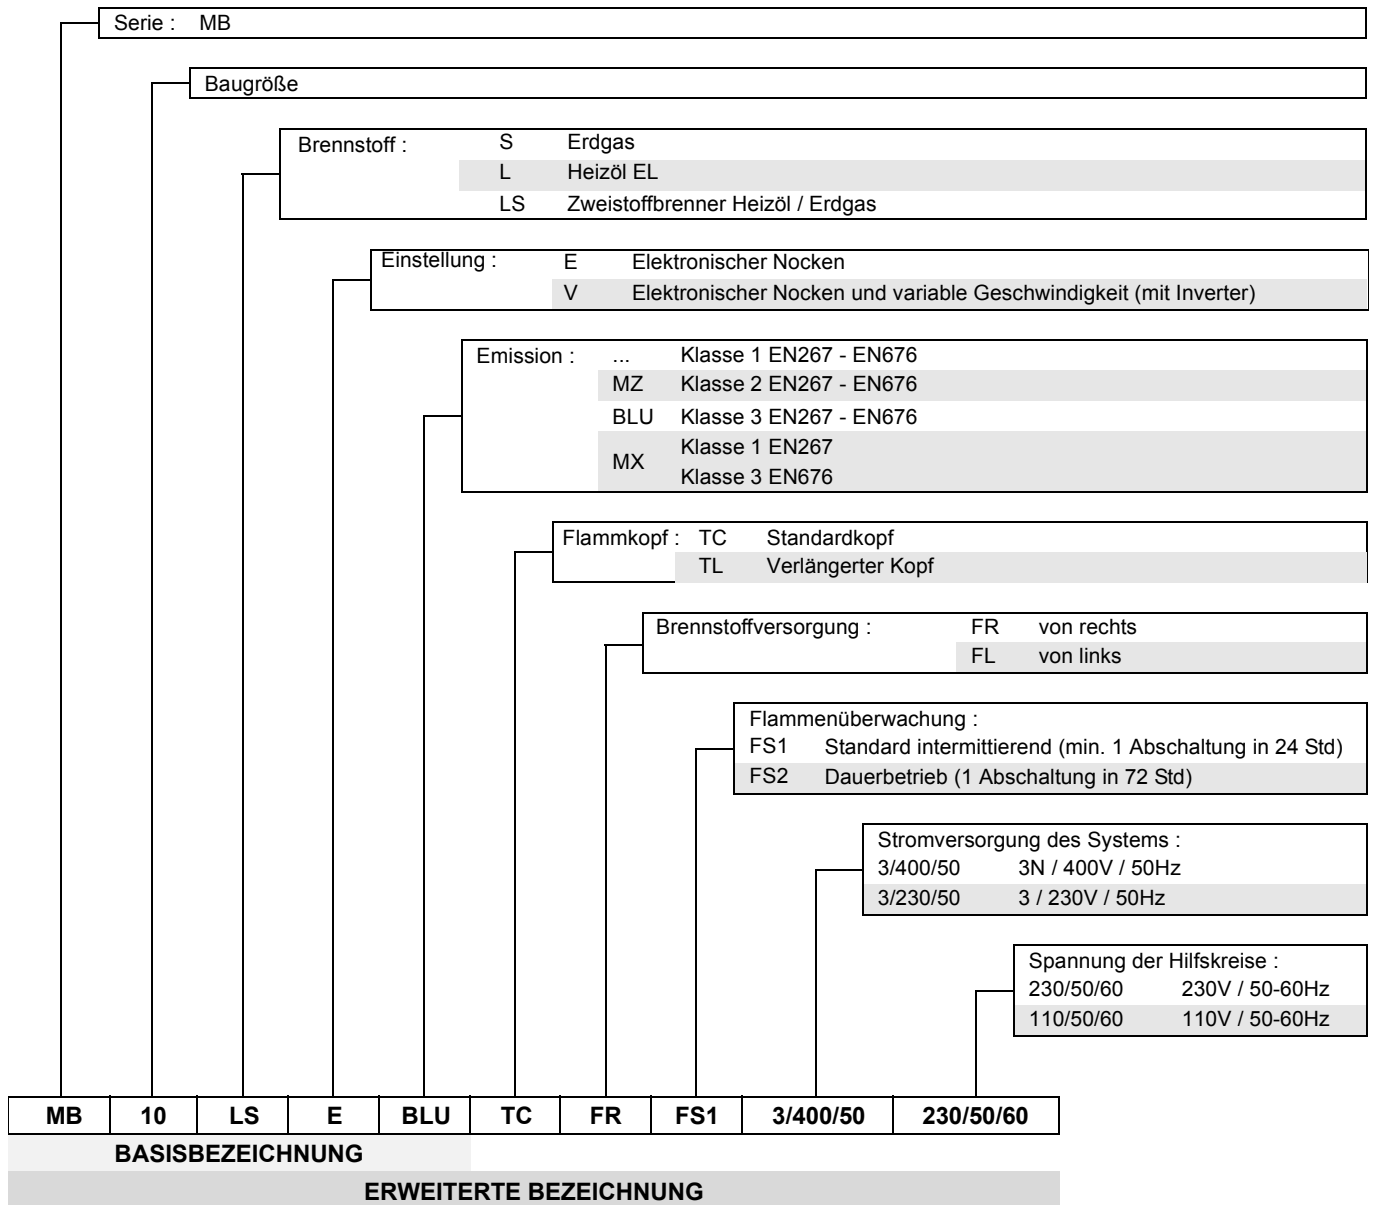 Serie : MB
Baugröße
Brennstoff : S Erdgas
L Heizöl EL
LS Zweistoffbrenner Heizöl / Erdgas
Einstellung : E Elektronischer Nocken
V Elektronischer Nocken und variable Geschwindigkeit (mit Inverter)
Emission : ... Klasse 1 EN267 - EN676
MZ Klasse 2 EN267 - EN676
BLU Klasse 3 EN267 - EN676
MX Klasse 1 EN267
Klasse 3 EN676
Flammkopf : TC Standardkopf
TL Verlängerter Kopf
Brennstoffversorgung : FR von rechts
FL von links
Flammenüberwachung :
FS1 Standard intermittierend (min. 1 Abschaltung in 24 Std)
FS2 Dauerbetrieb (1 Abschaltung in 72 Std)
Stromversorgung des Systems :
3/400/50 3N / 400V / 50Hz
3/230/50 3 / 230V / 50Hz
Spannung der Hilfskreise :
230/50/60 230V / 50-60Hz
110/50/60 110V / 50-60Hz
MB 10 LS E BLU TC FR FS1 3/400/50 230/50/60
BASISBEZEICHNUNG
ERWEITERTE BEZEICHNUNG